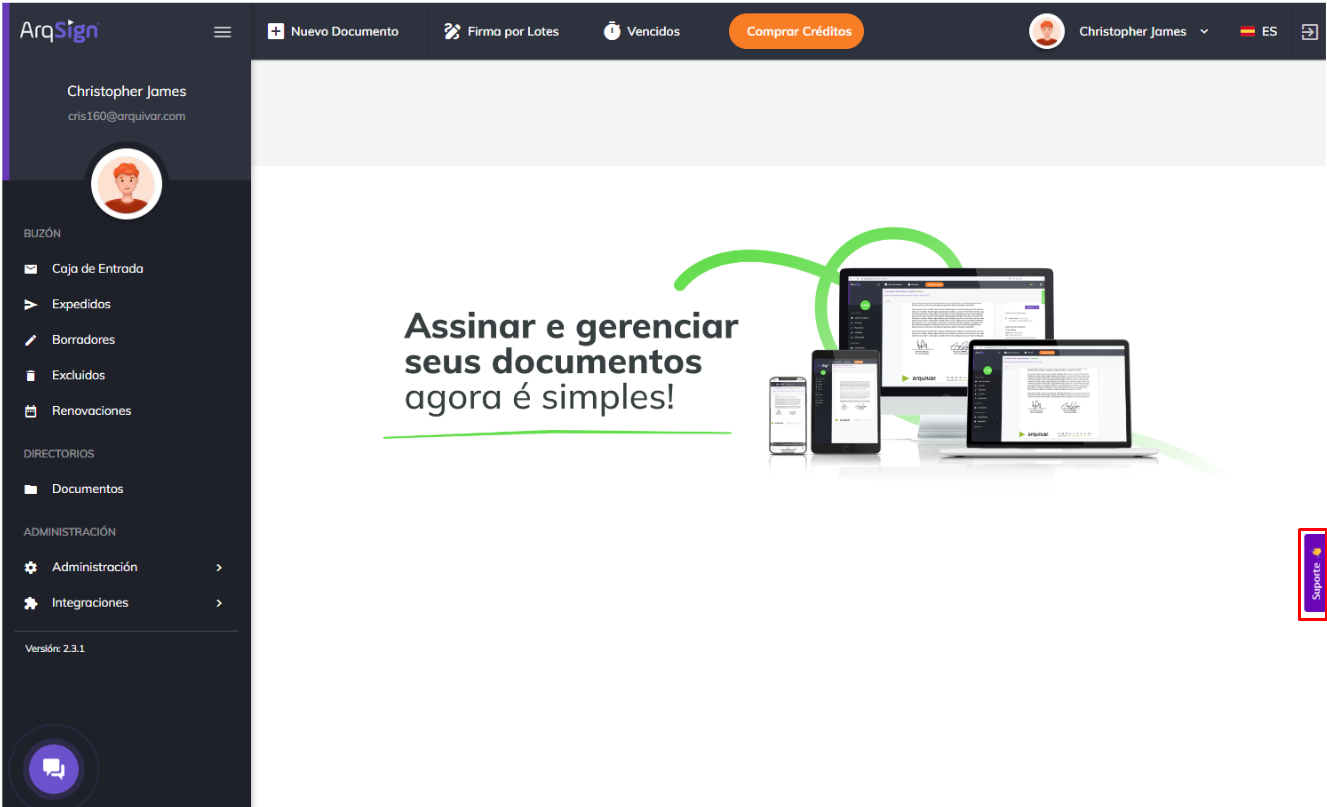 ArqSign
Nuevo Documento
Firma por Lotes
Vencidos
Comprar Créditos
Christopher James
ES
Christopher James
cris160@arquivar.com
BUZÓN
Caja de Entrada
Expedidos
Borradores
Excluidos
Renovaciones
DIRECTORIOS
Documentos
ADMINISTRACIÓN
Administración
Integraciones
Versión: 2.3.1
Assinar e gerenciar
seus documentos
agora é simples!
arquivar
arquivar
Suporte